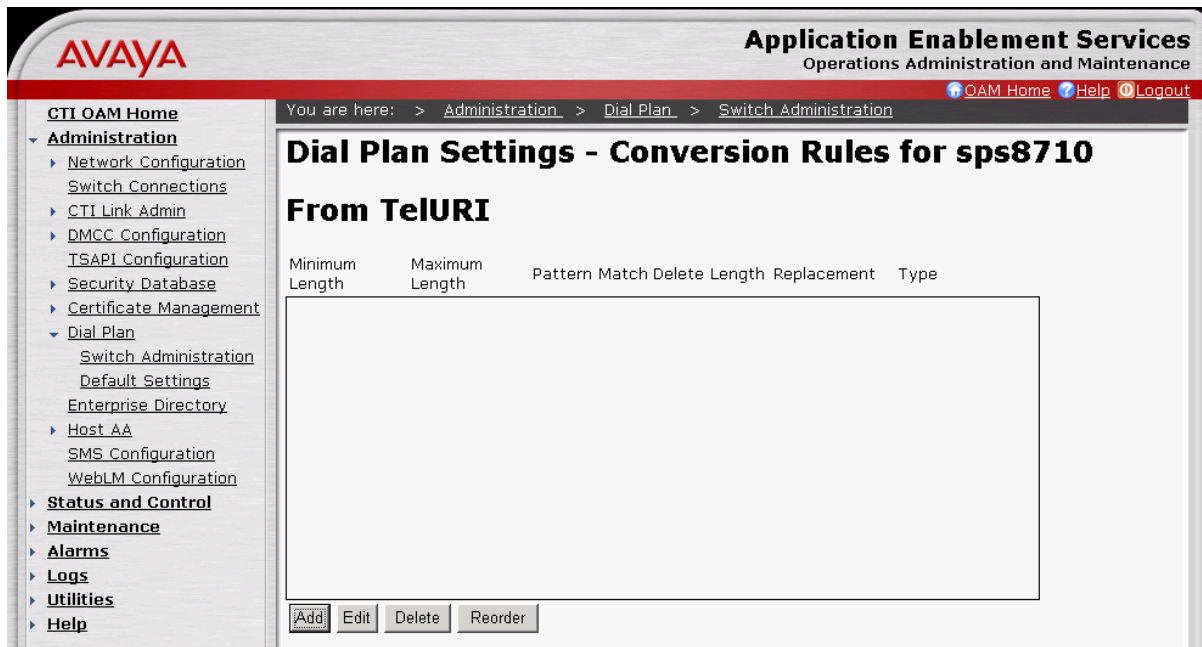 AVAYA
Application Enablement Services
Operations Administration and Maintenance
OAM Home Help Logout
CTI OAM Home
Administration
Network Configuration
Switch Connections
CTI Link Admin
DMCC Configuration
TSAPI Configuration
Security Database
Certificate Management
Dial Plan
Switch Administration
Default Settings
Enterprise Directory
Host AA
SMS Configuration
WebLM Configuration
Status and Control
Maintenance
Alarms
Logs
Utilities
Help
You are here: > Administration > Dial Plan > Switch Administration
Dial Plan Settings - Conversion Rules for sps8710
From TelURI
Minimum Length Maximum Length Pattern Match Delete Length Replacement Type
Add Edit Delete Reorder